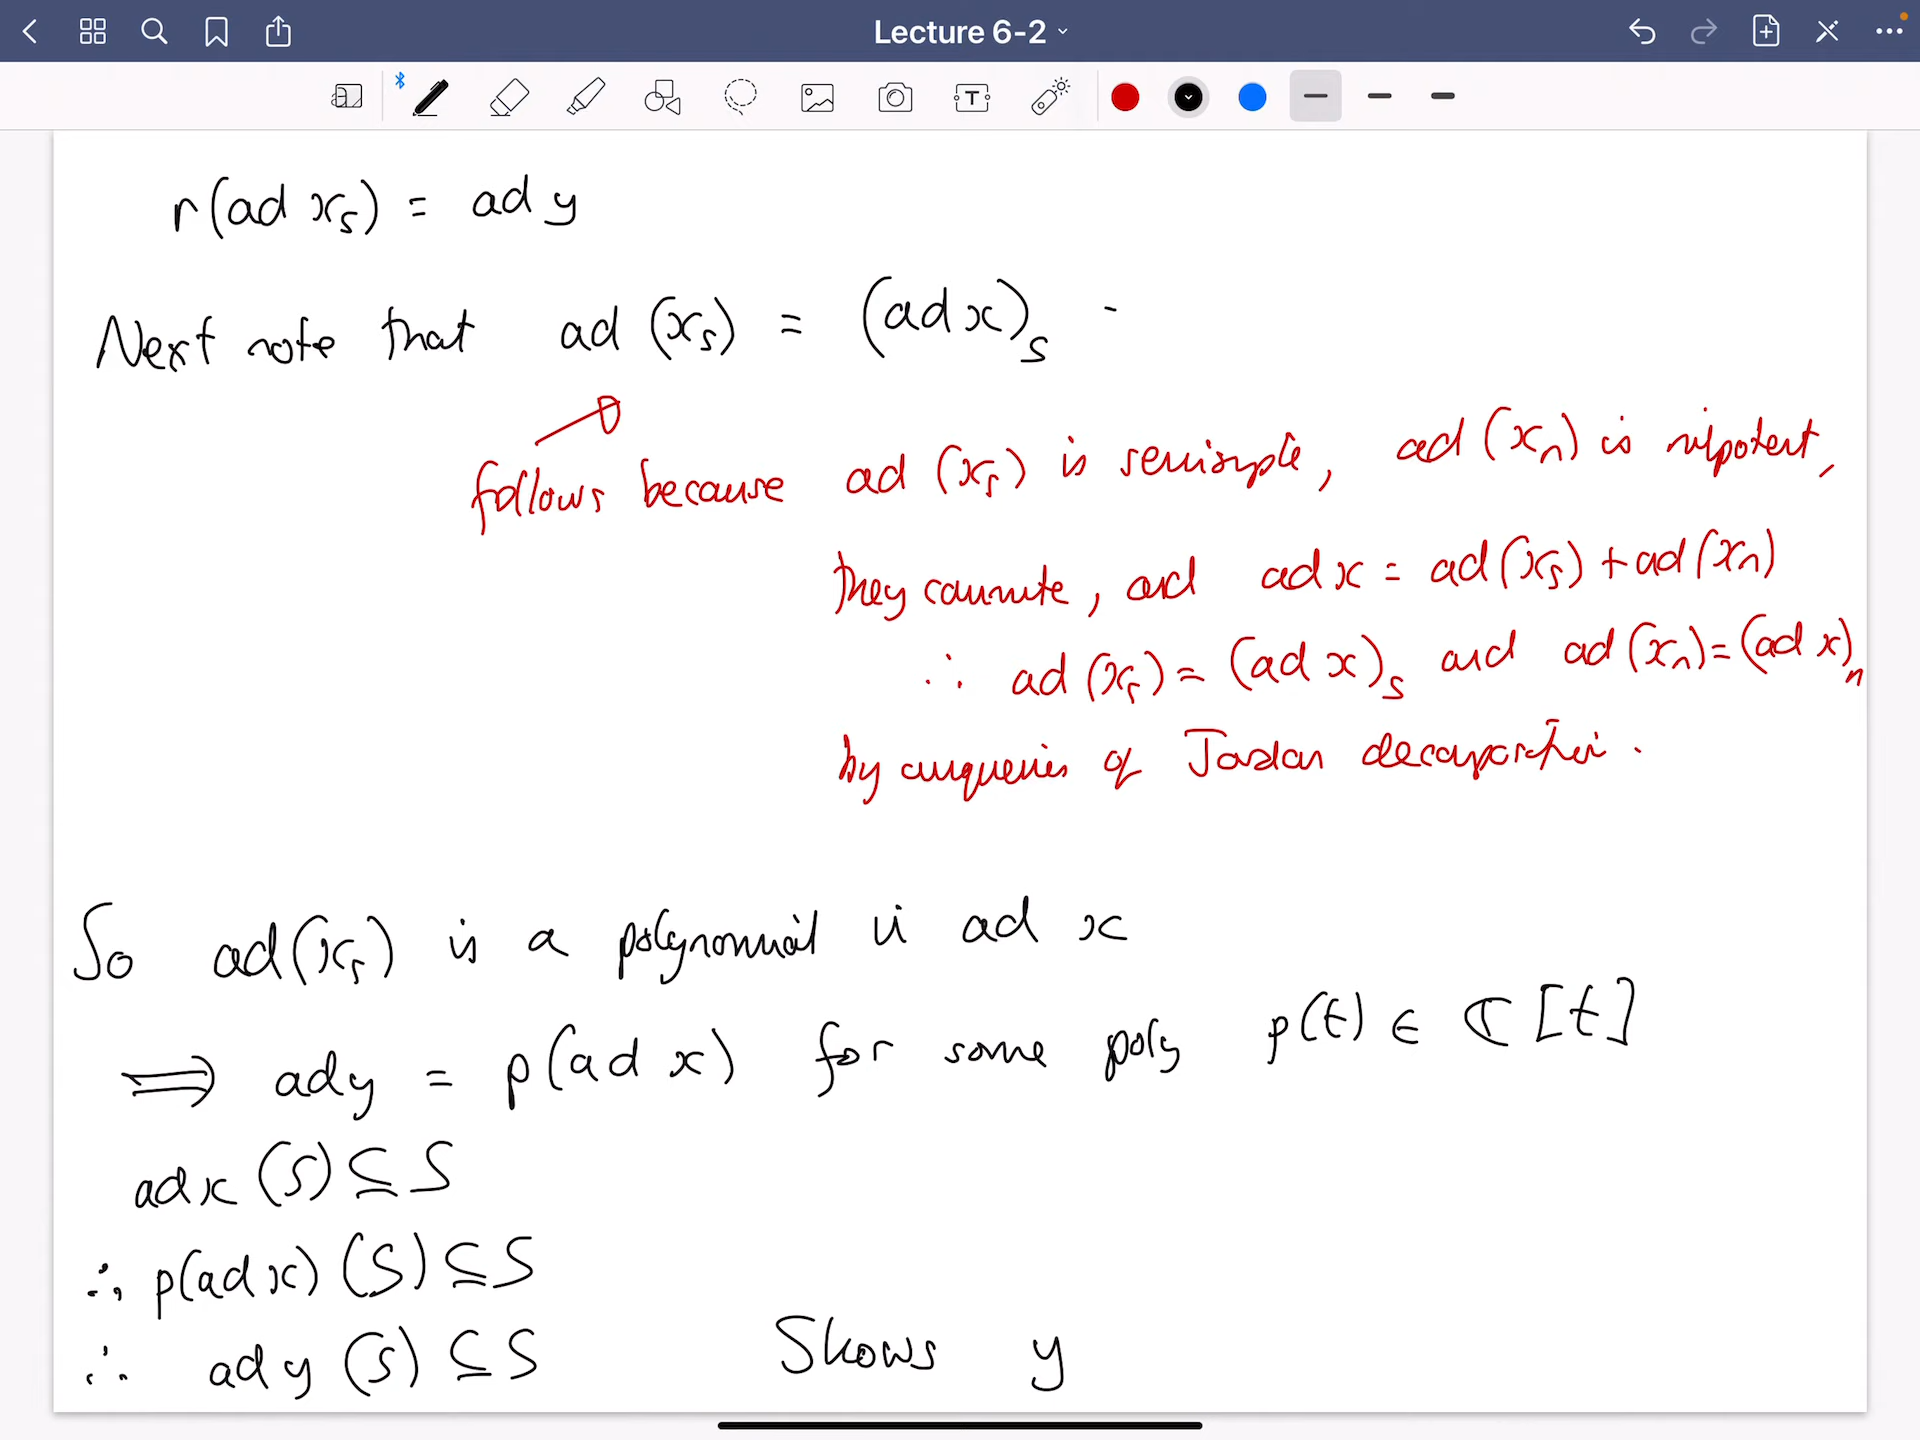 Lecture 6-2
r(ad x_s) = ad y
Next note that ad (x_s) = (ad x)_s -
follows because ad (x_s) is semisimple, ad (x_n) is nilpotent,
they commute, and ad x = ad(x_s) + ad(x_n)
∴ ad (x_s) = (ad x)_s and ad (x_n) = (ad x)_n
by uniqueness of Jordan decomposition.
So ad(x_s) is a polynomial in ad x
⟹ ad y = p(ad x) for some poly p(t) ∈ ℂ[t]
ad x (S) ⊆ S
∴ p(ad x) (S) ⊆ S
∴ ad y (S) ⊆ S Shows y